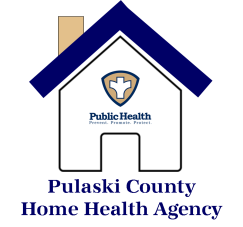 Public Health
Prevent. Promote. Protect.
Pulaski County
Home Health Agency